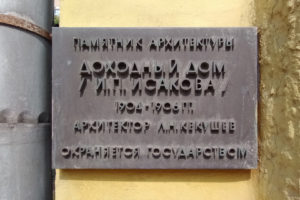 ПАМЯТНИК АРХИТЕКТУРЫ
ДОХОДНЫЙ ДОМ
/ И.П. ИСАКОВА /
1904-1906 ГГ.
АРХИТЕКТОР Л.Н. КЕКУШЕВ
ОХРАНЯЕТСЯ ГОСУДАРСТВОМ